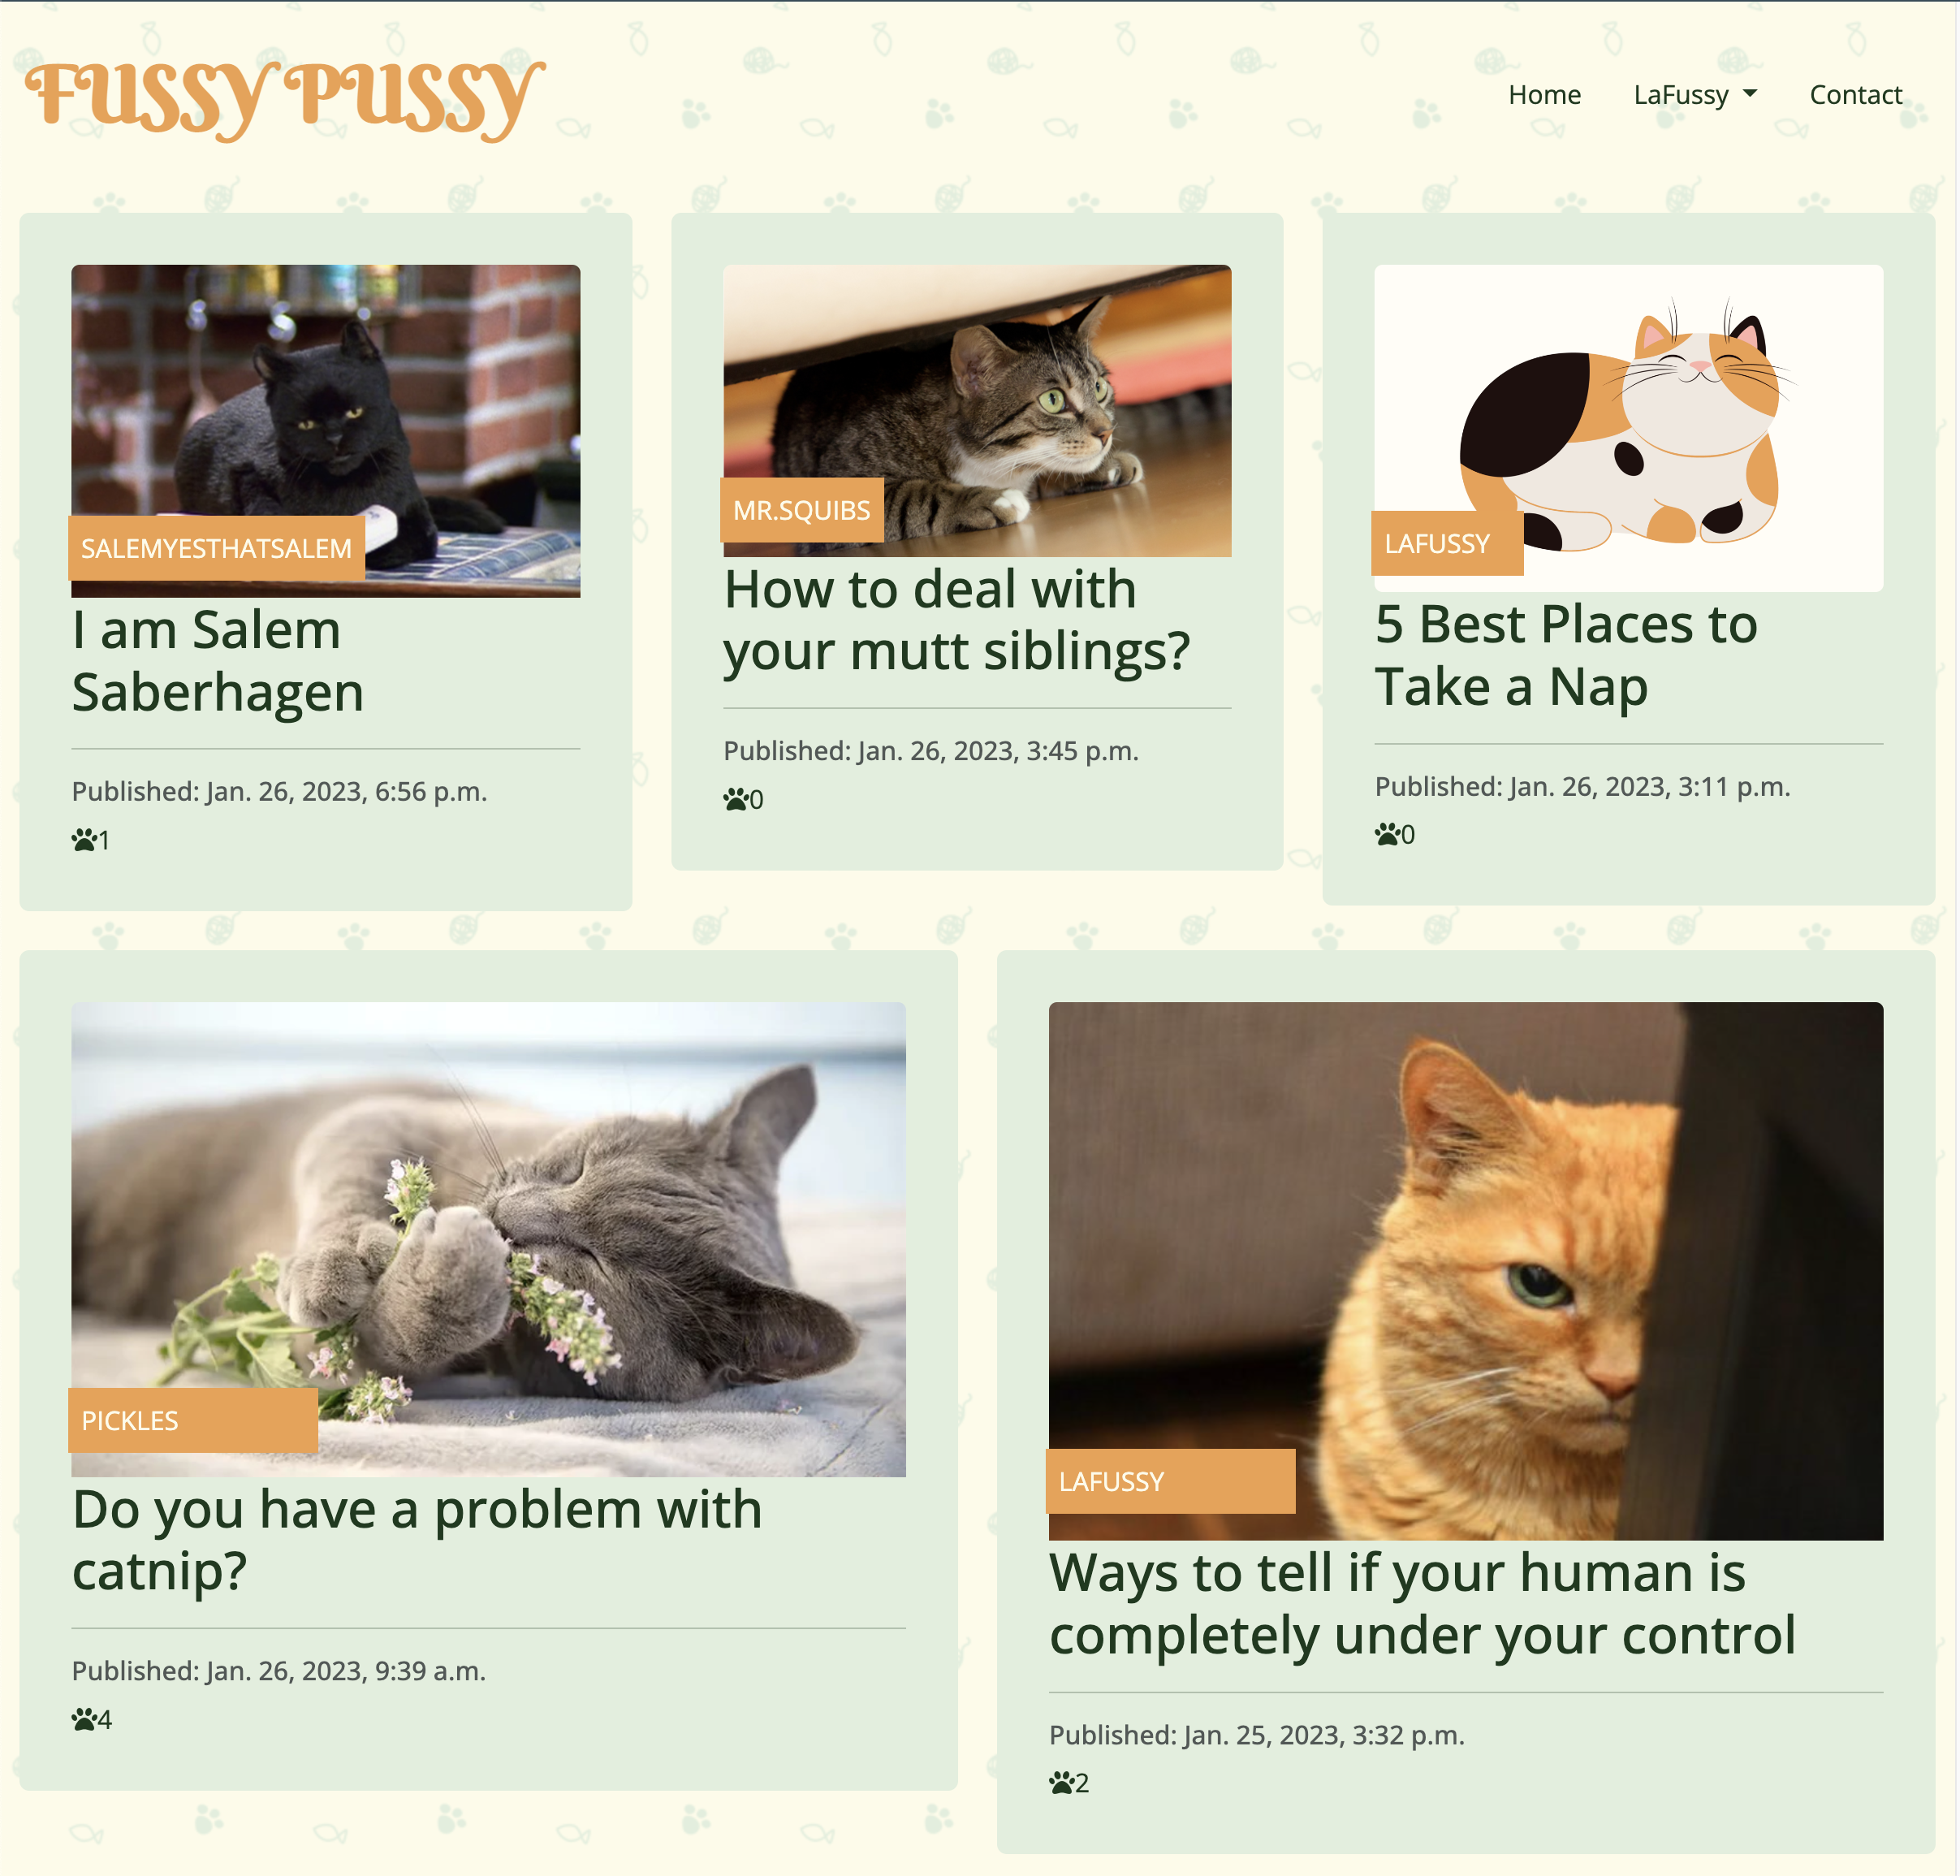 FUSSY PUSSY
Home LaFussy Contact
SALEMYESTHATSALEM
I am Salem
Saberhagen
Published: Jan. 26, 2023, 6:56 p.m.
1
MR.SQUIBS
How to deal with
your mutt siblings?
Published: Jan. 26, 2023, 3:45 p.m.
0
LAFUSSY
5 Best Places to
Take a Nap
Published: Jan. 26, 2023, 3:11 p.m.
0
PICKLES
Do you have a problem with
catnip?
Published: Jan. 26, 2023, 9:39 a.m.
4
LAFUSSY
Ways to tell if your human is
completely under your control
Published: Jan. 25, 2023, 3:32 p.m.
2